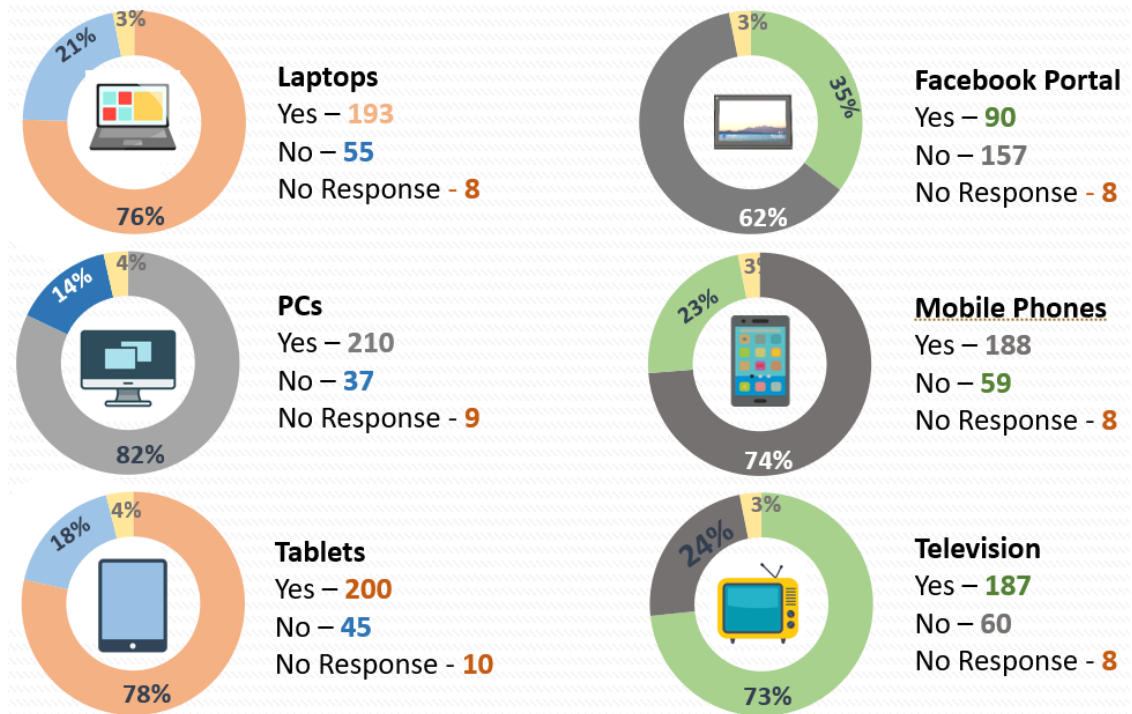 3%
21%
76%
Laptops
Yes – 193
No – 55
No Response - 8
3%
35%
62%
Facebook Portal
Yes – 90
No – 157
No Response - 8
4%
14%
82%
PCs
Yes – 210
No – 37
No Response - 9
3%
23%
74%
Mobile Phones
Yes – 188
No – 59
No Response - 8
4%
18%
78%
Tablets
Yes – 200
No – 45
No Response - 10
3%
24%
73%
Television
Yes – 187
No – 60
No Response - 8